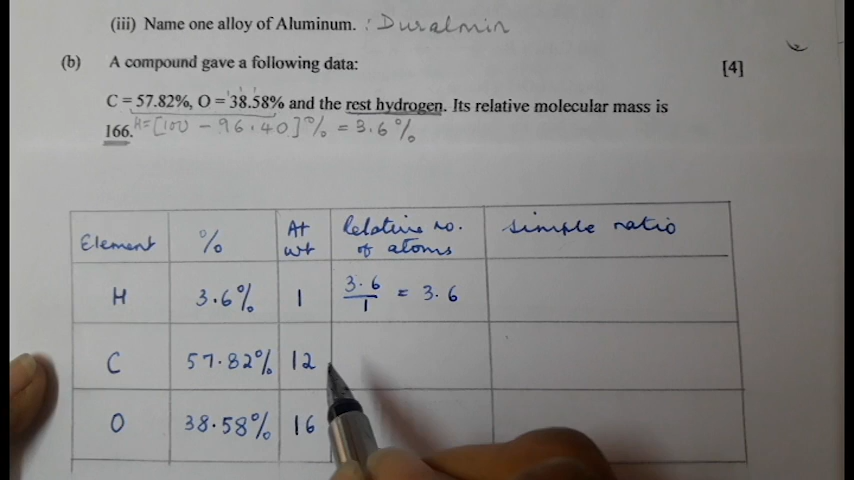 (iii) Name one alloy of Aluminum. : Duralmin
(b) A compound gave a following data: [4]
C = 57.82%, O = 38.58% and the rest hydrogen. Its relative molecular mass is
166. H=[100 - 96.40]% = 3.6%
Element % At wt Relative no. of atoms simple ratio
H 3.6% 1 3.6/1 = 3.6
C 57.82% 12
O 38.58% 16